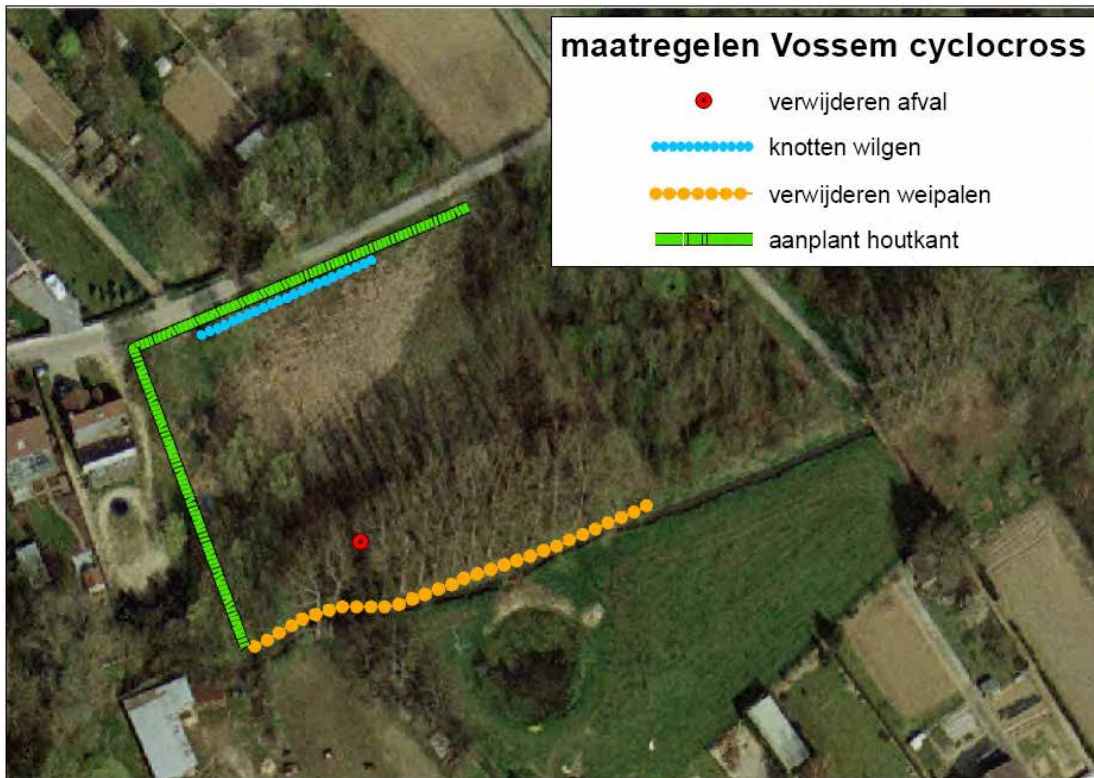 maatregelen Vossem cyclocross
verwijderen afval
knotten wilgen
verwijderen weipalen
aanplant houtkant